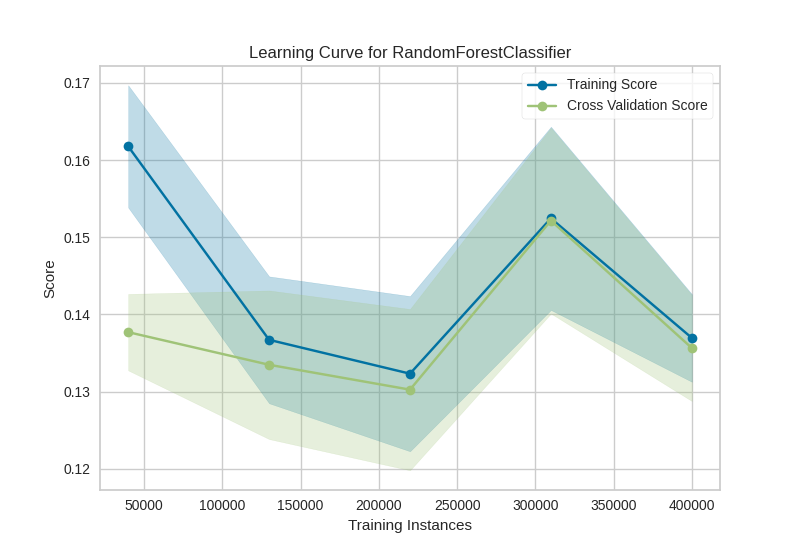 Learning Curve for RandomForestClassifier
Training Score
Cross Validation Score
0.17
0.16
0.15
0.14
0.13
0.12
Score
50000 100000 150000 200000 250000 300000 350000 400000
Training Instances